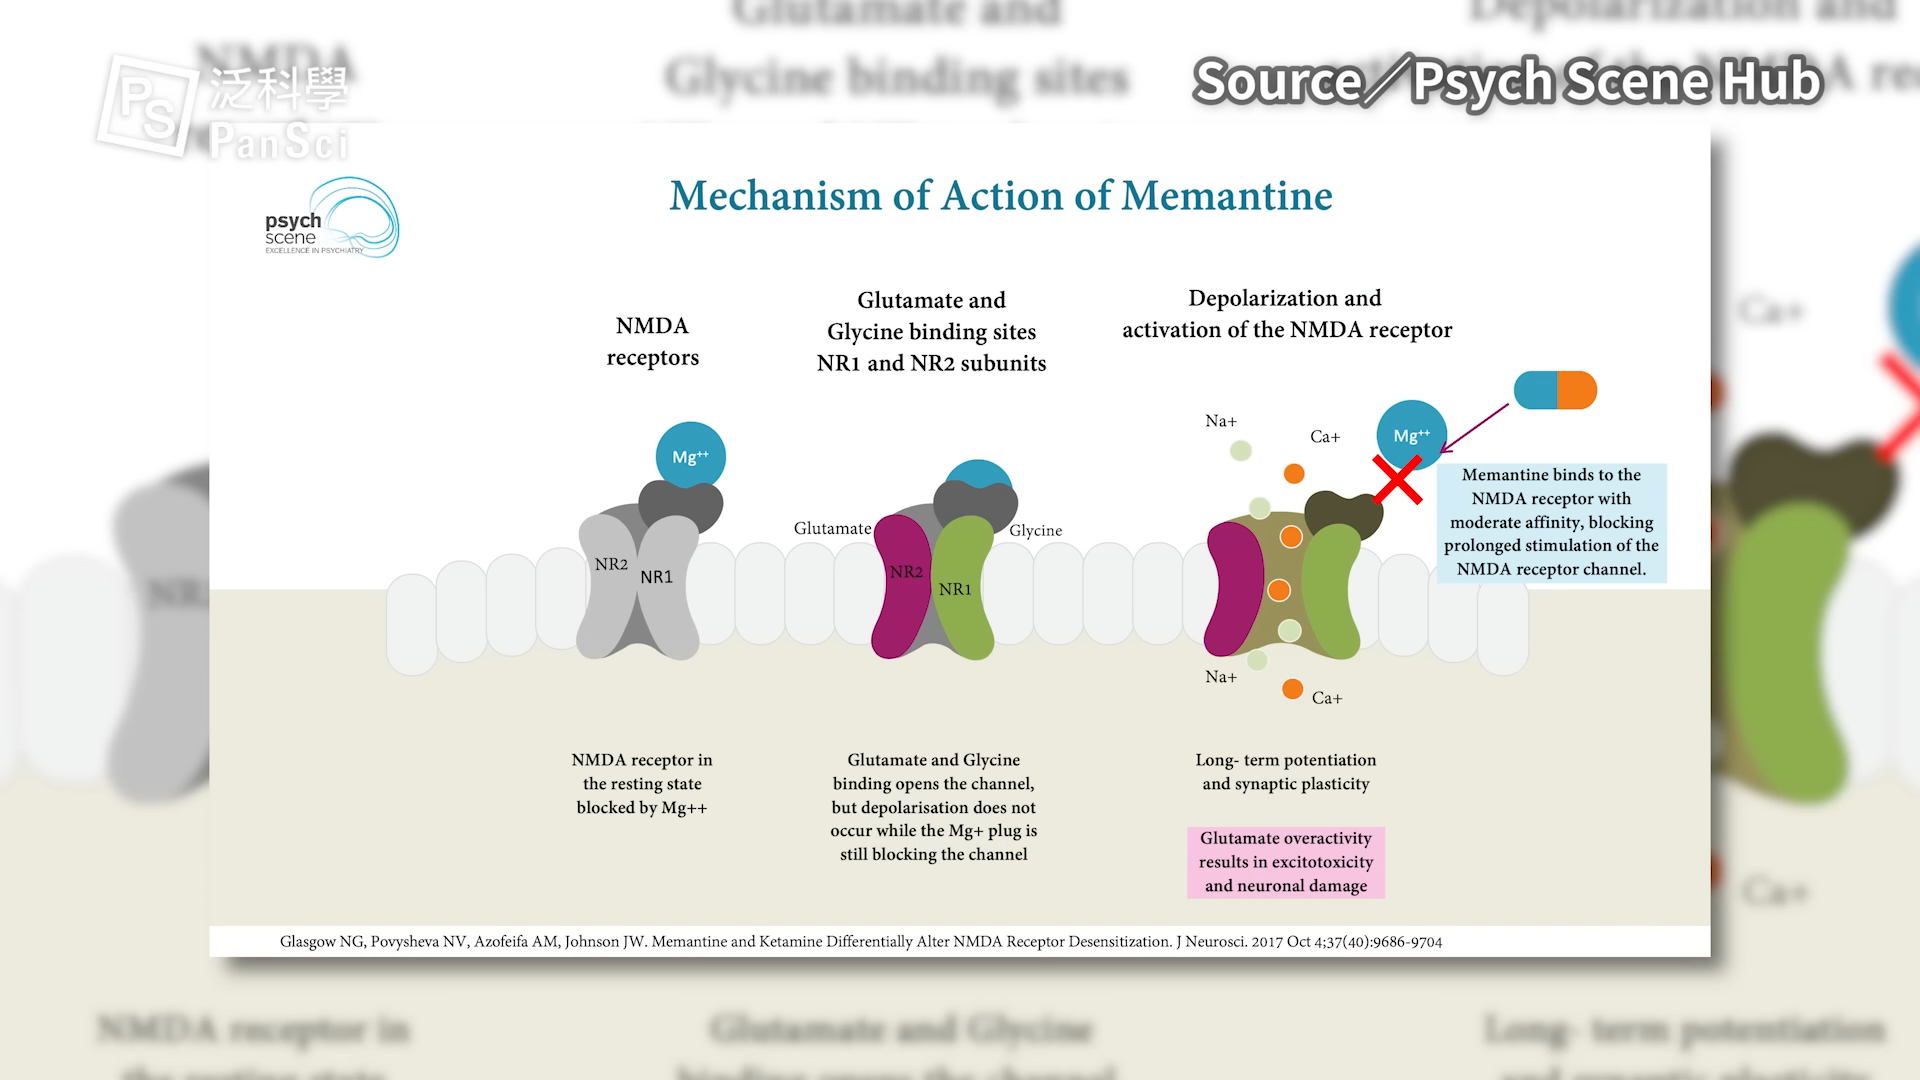 PS 泛科學
PanSci
Source／Psych Scene Hub
psych
scene
EXCELLENCE IN PSYCHIATRY
Mechanism of Action of Memantine
NMDA
receptors
Glutamate and
Glycine binding sites
NR1 and NR2 subunits
Depolarization and
activation of the NMDA receptor
Mg++
NR2
NR1
Glutamate
Glycine
NR2
NR1
Na+
Ca+
Mg++
Na+
Ca+
Memantine binds to the
NMDA receptor with
moderate affinity, blocking
prolonged stimulation of the
NMDA receptor channel.
NMDA receptor in
the resting state
blocked by Mg++
Glutamate and Glycine
binding opens the channel,
but depolarisation does not
occur while the Mg+ plug is
still blocking the channel
Long- term potentiation
and synaptic plasticity
Glutamate overactivity
results in excitotoxicity
and neuronal damage
Glasgow NG, Povysheva NV, Azofeifa AM, Johnson JW. Memantine and Ketamine Differentially Alter NMDA Receptor Desensitization. J Neurosci. 2017 Oct 4;37(40):9686-9704